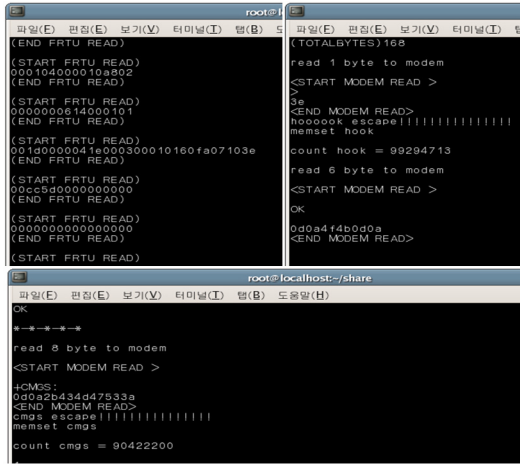 root@l
파일(F) 편집(E) 보기(V) 터미널(T) 탭(B) 도
(END FRTU READ)
(START FRTU READ)
000104000010a802
(END FRTU READ)
(START FRTU READ)
0000000614000101
(END FRTU READ)
(START FRTU READ)
001d0000041e000300010160fa07103e
(END FRTU READ)
(START FRTU READ)
00cc5d0000000000
(END FRTU READ)
(START FRTU READ)
0000000000000000
(END FRTU READ)
(START FRTU READ)
파일(F) 편집(E) 보기(V) 터미널(T) 탭(B)
(TOTALBYTES)168
read 1 byte to modem
<START MODEM READ >
>
3e
<END MODEM READ>
hoooook escape!!!!!!!!!!!!!!!
memset hook
count hook = 99294713
read 6 byte to modem
<START MODEM READ >
OK
0d0a4f4b0d0a
<END MODEM READ>
root@localhost:~/share
파일(F) 편집(E) 보기(V) 터미널(T) 탭(B) 도움말(H)
OK
*-*-*-*-*
read 8 byte to modem
<START MODEM READ >
+CMGS:
0d0a2b434d47533a
<END MODEM READ>
cmgs escape!!!!!!!!!!!!!!!
memset cmgs
count cmgs = 90422200